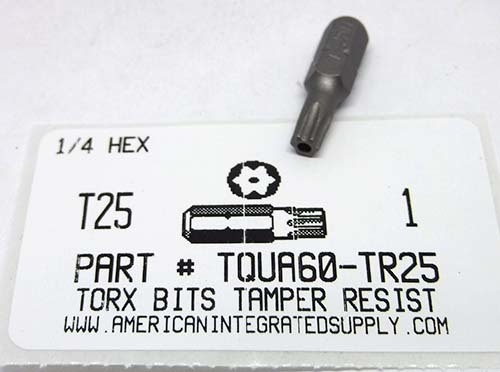 1/4 HEX
T25 1
PART # TQUA60-TR25
TORX BITS TAMPER RESIST
WWW.AMERICANINTEGRATEDSUPPLY.COM